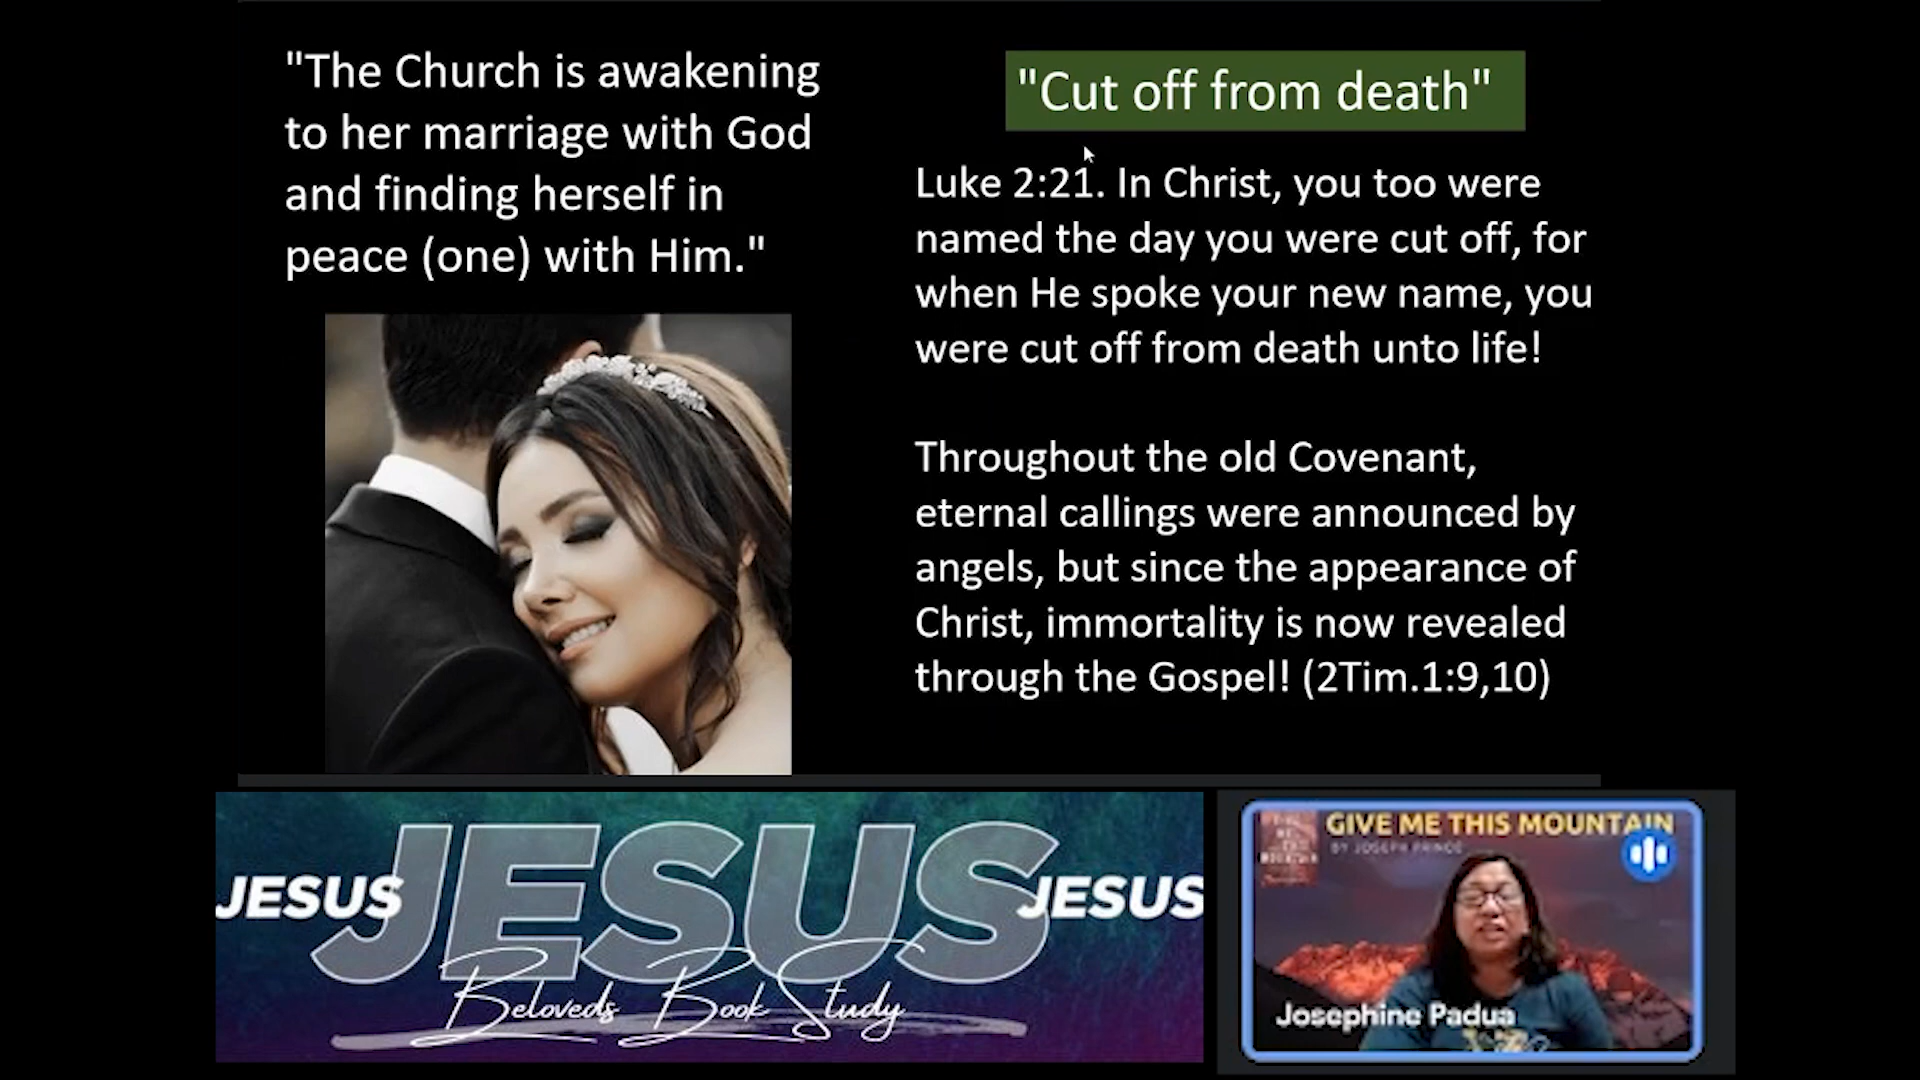 "The Church is awakening
to her marriage with God
and finding herself in
peace (one) with Him."
"Cut off from death"
Luke 2:21. In Christ, you too were
named the day you were cut off, for
when He spoke your new name, you
were cut off from death unto life!
Throughout the old Covenant,
eternal callings were announced by
angels, but since the appearance of
Christ, immortality is now revealed
through the Gospel! (2Tim.1:9,10)
JESUS
JESUS
JESUS
Beloveds Book Study
GIVE ME THIS MOUNTAIN
BY JOSEPH PRINCE
Josephine Padua